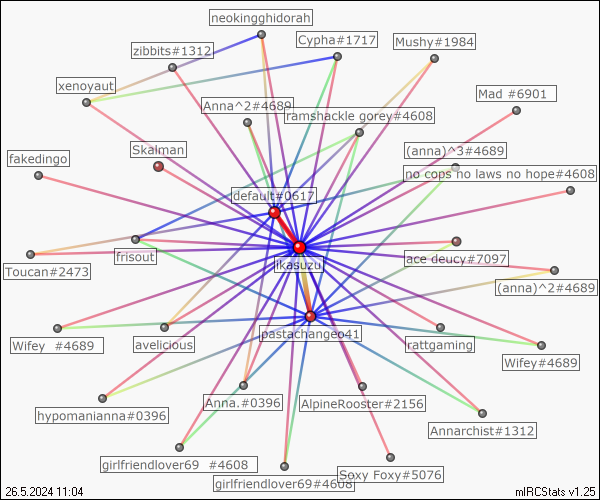 neokingghidorah
Cypha#1717
Mushy#1984
zibbits#1312
xenoyaut
Mad #6901
Anna^2#4689
ramshackle gorey#4608
Skalman
(anna)^3#4689
fakedingo
no cops no laws no hope#4608
default#0617
frisout
ikasuzu
ace deucy#7097
Toucan#2473
(anna)^2#4689
pastachangeo41
Wifey #4689
avelicious
rattgaming
Wifey#4689
hypomanianna#0396
Anna.#0396
AlpineRooster#2156
Annarchist#1312
girlfriendlover69 #4608
girlfriendlover69#4608
Soxy Foxy#5076
26.5.2024 11:04
mIRCStats v1.25